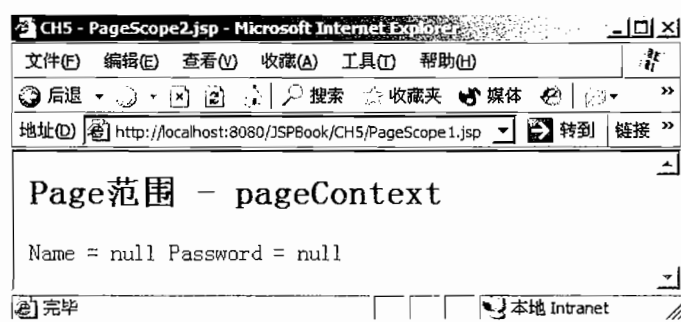 CH5 - PageScope2.jsp - Microsoft Internet Explorer
文件(F) 编辑(E) 查看(V) 收藏(A) 工具(T) 帮助(H)
后退 搜索 收藏夹 媒体 »
地址(D) http://localhost:8080/JSPBook/CH5/PageScope1.jsp 转到 链接 »
Page范围 - pageContext
Name = null Password = null
完毕 本地 Intranet